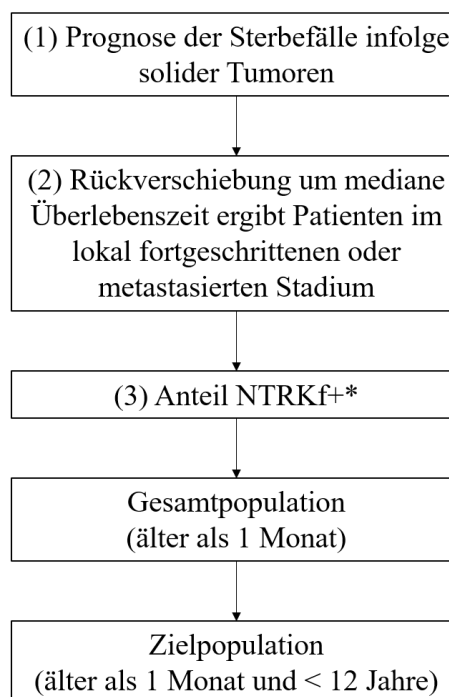 (1) Prognose der Sterbefälle infolge
solider Tumoren
(2) Rückverschiebung um mediane
Überlebenszeit ergibt Patienten im
lokal fortgeschrittenen oder
metastasierten Stadium
(3) Anteil NTRKf+*
Gesamtpopulation
(älter als 1 Monat)
Zielpopulation
(älter als 1 Monat und < 12 Jahre)